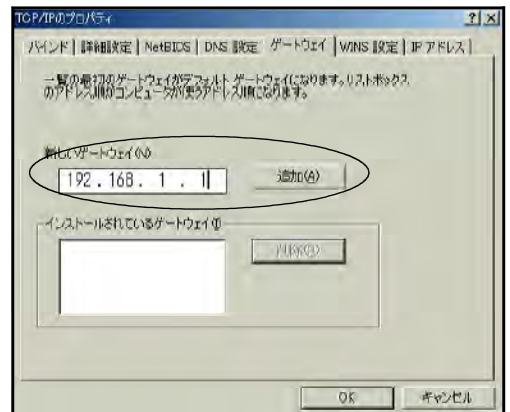 TCP/IPのプロパティ
バインド 詳細設定 NetBIOS DNS 設定 ゲートウェイ WINS 設定 IP アドレス
一覧の最初のゲートウェイがデフォルト ゲートウェイになります。リスト ボックス
のアドレス順がコンピュータが使うアドレス順になります。
新しいゲートウェイ(N)
192 . 168 . 1 . 1 追加(A)
インストールされているゲートウェイ(I)
削除(R)
OK キャンセル